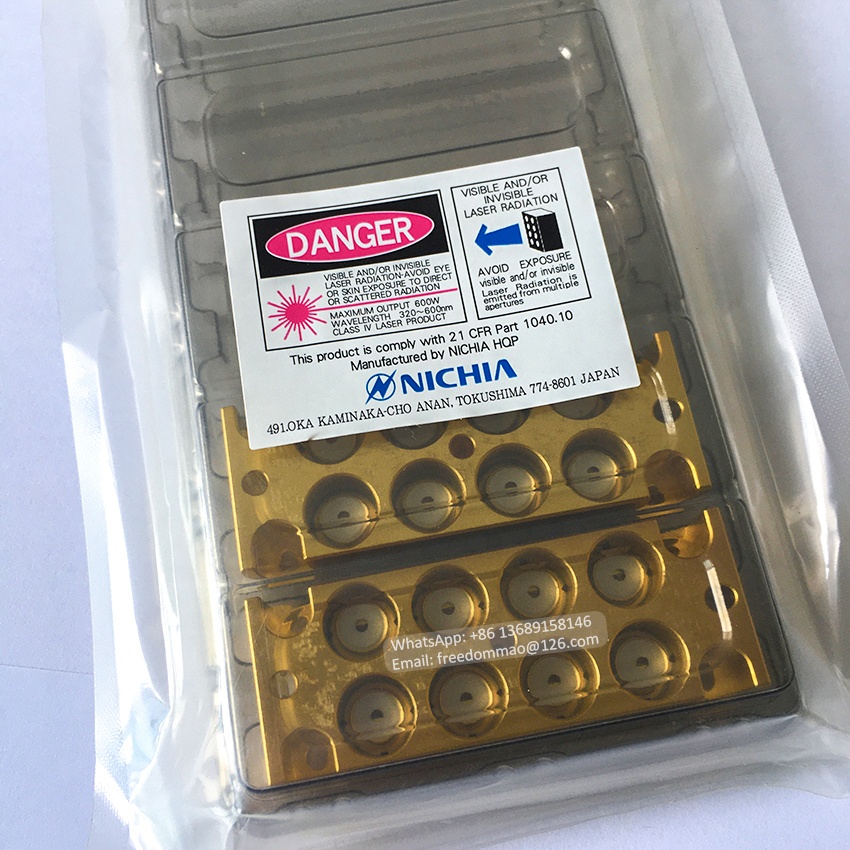 DANGER
VISIBLE AND/OR INVISIBLE
LASER RADIATION-AVOID EYE
OR SKIN EXPOSURE TO DIRECT
OR SCATTERED RADIATION
MAXIMUM OUTPUT 600W
WAVELENGTH 320~600nm
CLASS IV LASER PRODUCT
VISIBLE AND/OR
INVISIBLE
LASER RADIATION
AVOID EXPOSURE
visible and/or invisible
Laser Radiation is
emitted from multiple
apertures
This product is comply with 21 CFR Part 1040.10
Manufactured by NICHIA HQP
NICHIA
491.OKA KAMINAKA-CHO ANAN, TOKUSHIMA 774-8601 JAPAN
WhatsApp: +86 13689158146
Email: freedommao@126.com